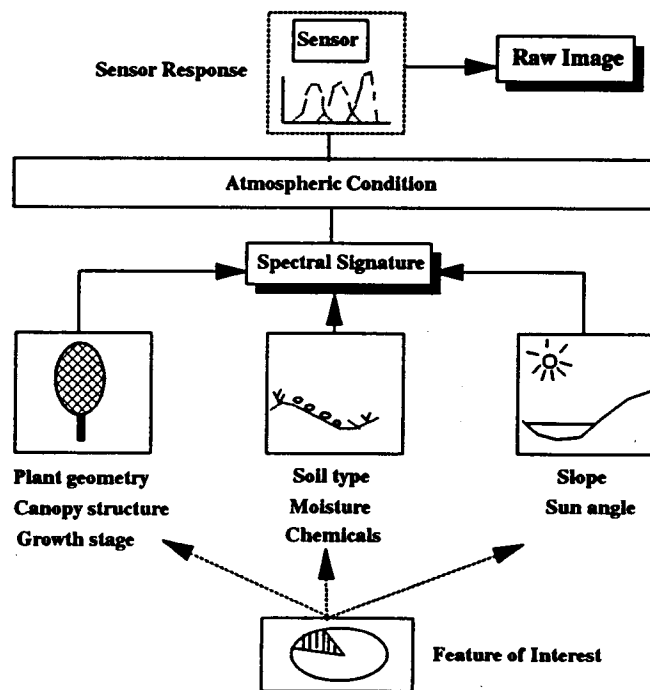 Sensor
Sensor Response
Raw Image
Atmospheric Condition
Spectral Signature
Plant geometry
Canopy structure
Growth stage
Soil type
Moisture
Chemicals
Slope
Sun angle
Feature of Interest